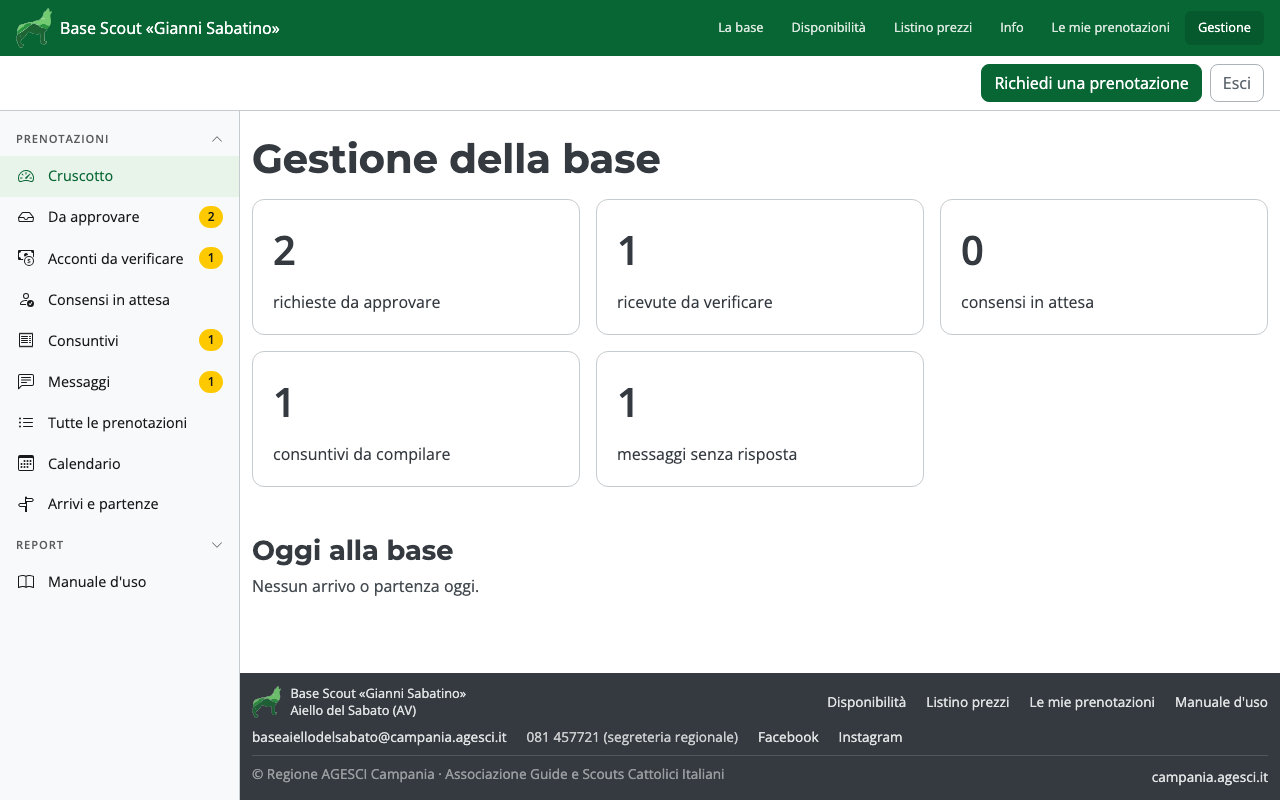 Base Scout «Gianni Sabatino»
La base
Disponibilità
Listino prezzi
Info
Le mie prenotazioni
Gestione
Richiedi una prenotazione
Esci
PRENOTAZIONI
Cruscotto
Da approvare 2
Acconti da verificare 1
Consensi in attesa
Consuntivi 1
Messaggi 1
Tutte le prenotazioni
Calendario
Arrivi e partenze
REPORT
Manuale d'uso
Gestione della base
2
richieste da approvare
1
ricevute da verificare
0
consensi in attesa
1
consuntivi da compilare
1
messaggi senza risposta
Oggi alla base
Nessun arrivo o partenza oggi.
Base Scout «Gianni Sabatino»
Aiello del Sabato (AV)
Disponibilità
Listino prezzi
Le mie prenotazioni
Manuale d'uso
baseaiellodelsabato@campania.agesci.it
081 457721 (segreteria regionale)
Facebook
Instagram
© Regione AGESCI Campania · Associazione Guide e Scouts Cattolici Italiani
campania.agesci.it